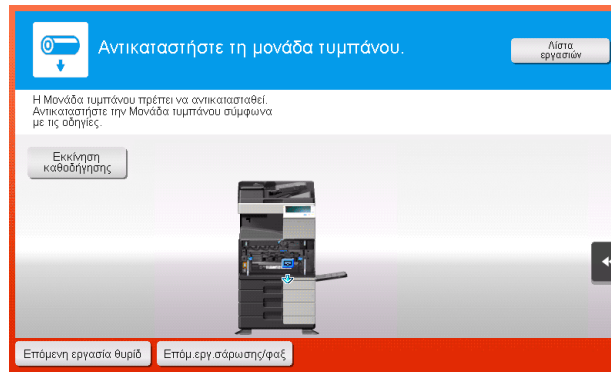 Αντικαταστήστε τη μονάδα τυμπάνου.
Λίστα
εργασιών
Η Μονάδα τυμπάνου πρέπει να αντικατασταθεί.
Αντικαταστήστε την Μονάδα τυμπάνου σύμφωνα
με τις οδηγίες.
Εκκίνηση
καθοδήγησης
Επόμενη εργασία θυρίδ
Επόμ.εργ.σάρωσης/φαξ